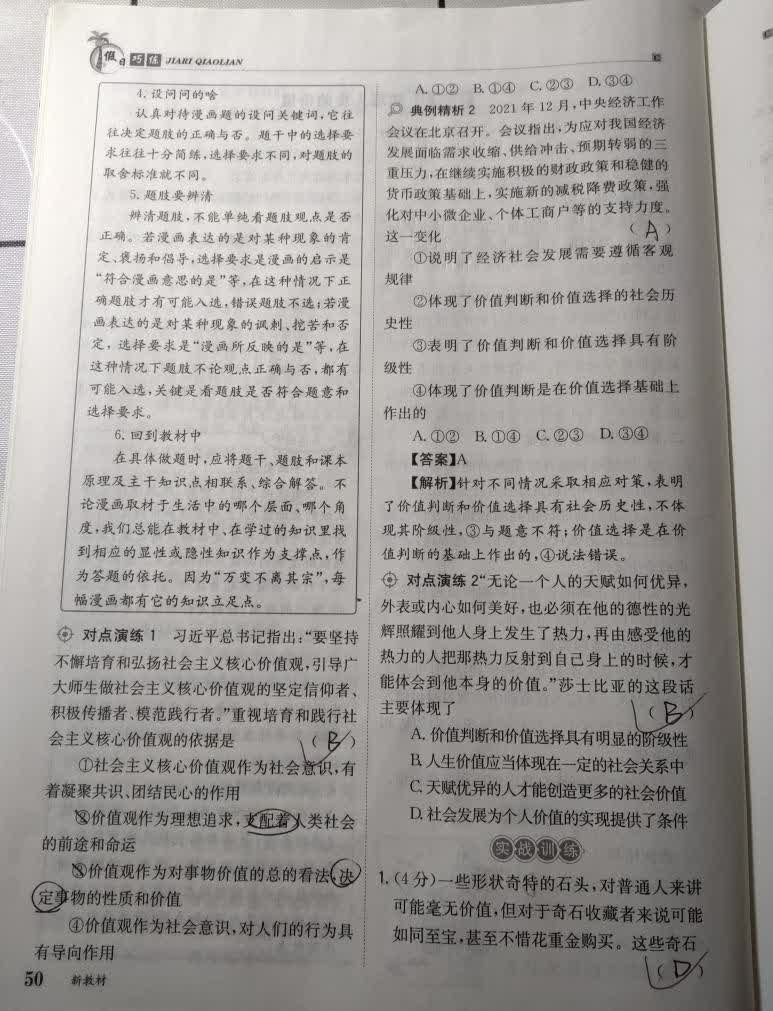 假日巧练 JIARI QIAOLIAN
4.设问问的啥
认真对待漫画题的设问关键词,它往
往决定题肢的正确与否。题干中的选择要
求往往十分简练,选择要求不同,对题肢的
取舍标准就不同。
5.题肢要辨清
辨清题肢,不能单纯看题肢观点是否
正确。若漫画表达的是对某种现象的肯
定、褒扬和倡导,选择要求是漫画的启示是
“符合漫画意思的是”等,在这种情况下正
确题肢才有可能入选,错误题肢不选;若漫
画表达的是对某种现象的讽刺、挖苦和否
定,选择要求是“漫画所反映的是”等,在
这种情况下题肢不论观点正确与否,都有
可能入选,关键是看题肢是否符合题意和
选择要求。
6.回到教材中
在具体做题时,应将题干、题肢和课本
原理及主干知识点相联系、综合解答。不
论漫画取材于生活中的哪个层面、哪个角
度,我们总能在教材中、在学过的知识里找
到相应的显性或隐性知识作为支撑点,作
为答题的依托。因为“万变不离其宗”,每
幅漫画都有它的知识立足点。
对点演练1 习近平总书记指出:“要坚持
不懈培育和弘扬社会主义核心价值观,引导广
大师生做社会主义核心价值观的坚定信仰者、
积极传播者、模范践行者。”重视培育和践行社
会主义核心价值观的依据是 (B)
①社会主义核心价值观作为社会意识,有
着凝聚共识、团结民心的作用
②价值观作为理想追求,支配着人类社会
的前途和命运
③价值观作为对事物价值的总的看法,决
定事物的性质和价值
④价值观作为社会意识,对人们的行为具
有导向作用
50 新教材
A.①② B.①④ C.②③ D.③④
典例精析2 2021年12月,中央经济工作
会议在北京召开。会议指出,为应对我国经济
发展面临需求收缩、供给冲击、预期转弱的三
重压力,在继续实施积极的财政政策和稳健的
货币政策基础上,实施新的减税降费政策,强
化对中小微企业、个体工商户等的支持力度。
这一变化 (A)
①说明了经济社会发展需要遵循客观
规律
②体现了价值判断和价值选择的社会历
史性
③表明了价值判断和价值选择具有阶
级性
④体现了价值判断是在价值选择基础上
作出的
A.①② B.①④ C.②③ D.③④
【答案】A
【解析】针对不同情况采取相应对策,表明
了价值判断和价值选择具有社会历史性,不体
现其阶级性,③与题意不符;价值选择是在价
值判断的基础上作出的,④说法错误。
对点演练2“无论一个人的天赋如何优异,
外表或内心如何美好,也必须在他的德性的光
辉照耀到他人身上发生了热力,再由感受他的
热力的人把那热力反射到自己身上的时候,才
能体会到他本身的价值。”莎士比亚的这段话
主要体现了 (B)
A.价值判断和价值选择具有明显的阶级性
B.人生价值应当体现在一定的社会关系中
C.天赋优异的人才能创造更多的社会价值
D.社会发展为个人价值的实现提供了条件
实战训练
1.(4分)一些形状奇特的石头,对普通人来讲
可能毫无价值,但对于奇石收藏者来说可能
如同至宝,甚至不惜花重金购买。这些奇石
(D)